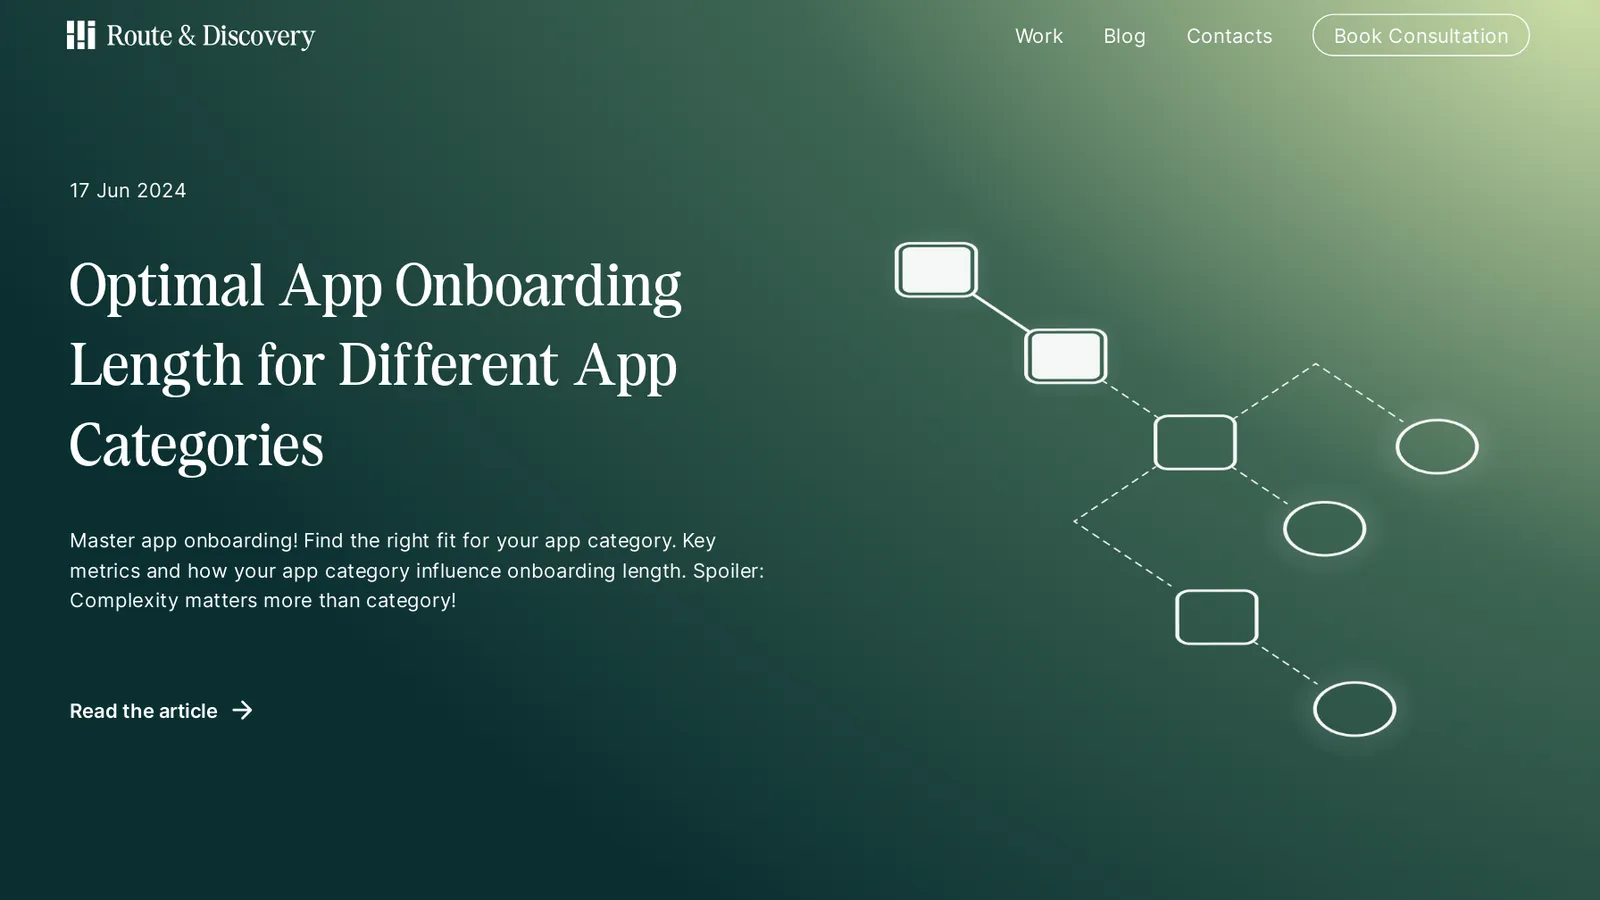 Route & Discovery
Work
Blog
Contacts
Book Consultation
17 Jun 2024
Optimal App Onboarding
Length for Different App
Categories
Master app onboarding! Find the right fit for your app category. Key
metrics and how your app category influence onboarding length. Spoiler:
Complexity matters more than category!
Read the article